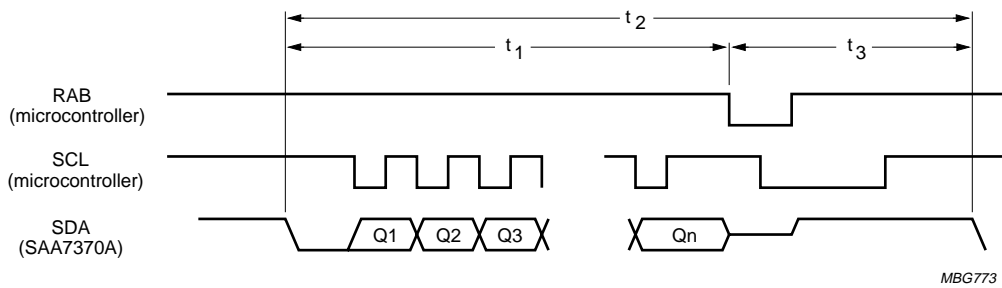 t2
t1
t3
RAB
(microcontroller)
SCL
(microcontroller)
SDA
(SAA7370A)
Q1 Q2 Q3 Qn
MBG773